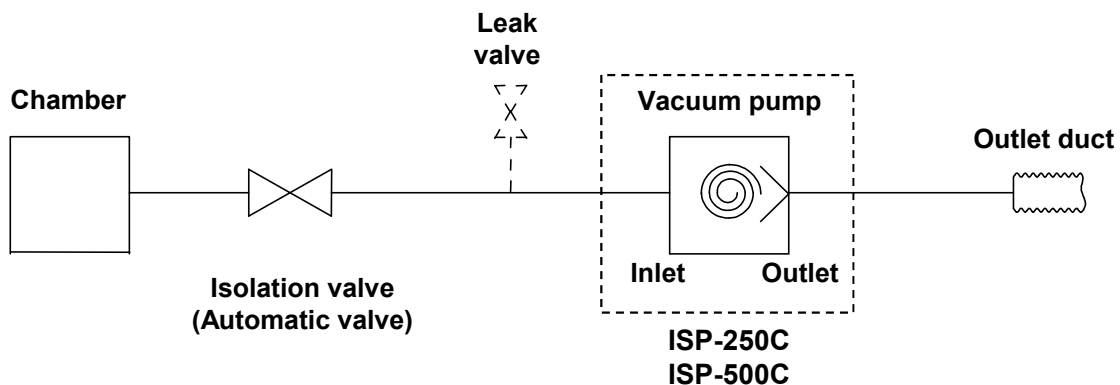 Leak
valve
Chamber
Vacuum pump
Outlet duct
Inlet
Outlet
Isolation valve
(Automatic valve)
ISP-250C
ISP-500C